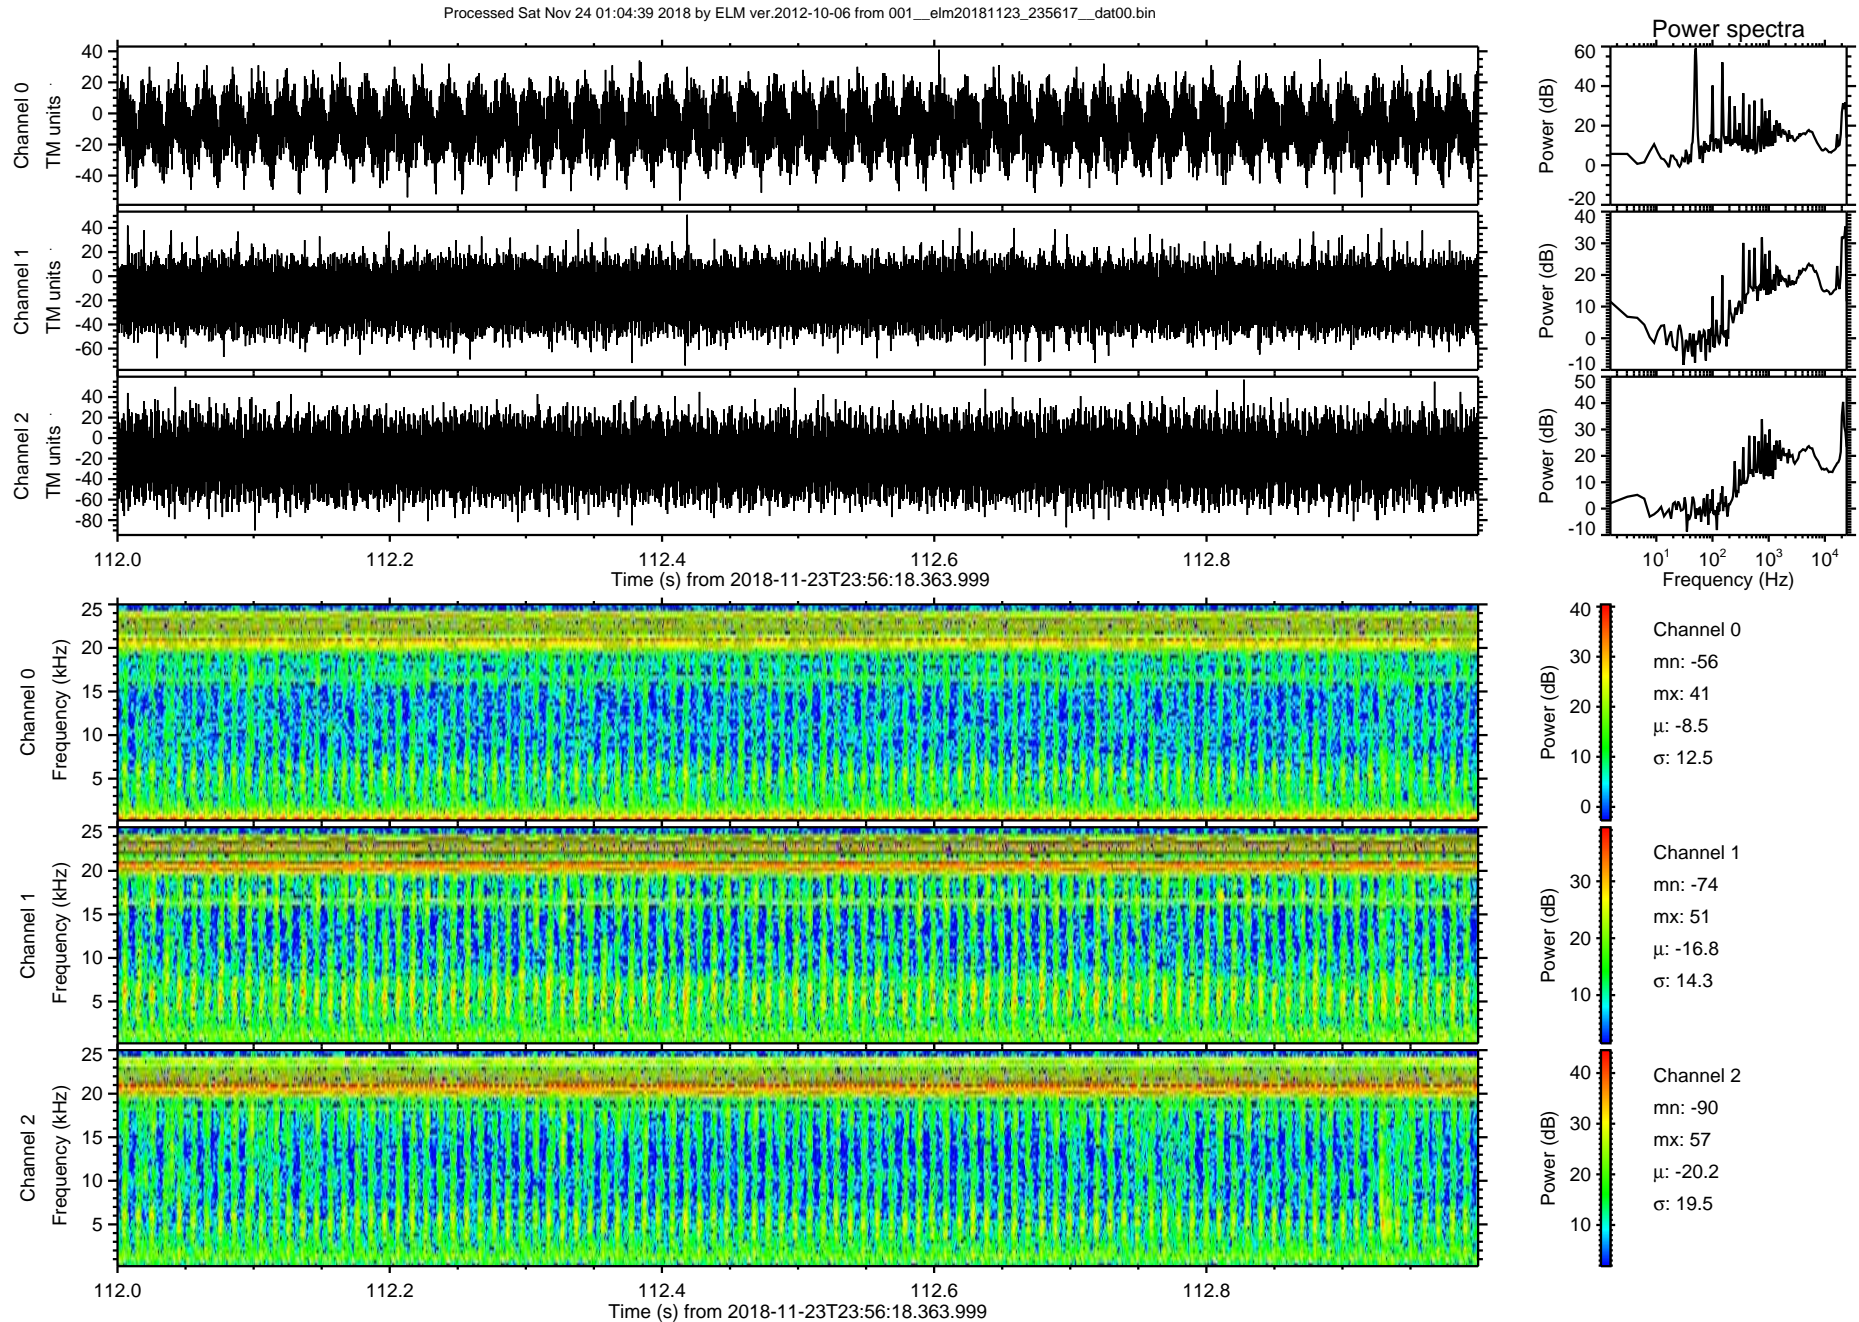 Processed Sat Nov 24 01:04:39 2018 by ELM ver.2012-10-06 from 001__elm20181123_235617__dat00.bin
Power spectra
Channel 0
TM units
40
20
0
-20
-40
Power (dB)
60
40
20
0
-20
Channel 1
TM units
40
20
0
-20
-40
-60
Power (dB)
40
30
20
10
0
-10
Channel 2
TM units
40
20
0
-20
-40
-60
-80
Power (dB)
50
40
30
20
10
0
-10
112.0 112.2 112.4 112.6 112.8
Time (s) from 2018-11-23T23:56:18.363.999
10¹ 10² 10³ 10⁴
Frequency (Hz)
Channel 0
Frequency (kHz)
25
20
15
10
5
Power (dB)
40
30
20
10
0
Channel 0
mn: -56
mx: 41
μ: -8.5
σ: 12.5
Channel 1
Frequency (kHz)
25
20
15
10
5
Power (dB)
30
20
10
Channel 1
mn: -74
mx: 51
μ: -16.8
σ: 14.3
Channel 2
Frequency (kHz)
25
20
15
10
5
Power (dB)
40
30
20
10
Channel 2
mn: -90
mx: 57
μ: -20.2
σ: 19.5
112.0 112.2 112.4 112.6 112.8
Time (s) from 2018-11-23T23:56:18.363.999